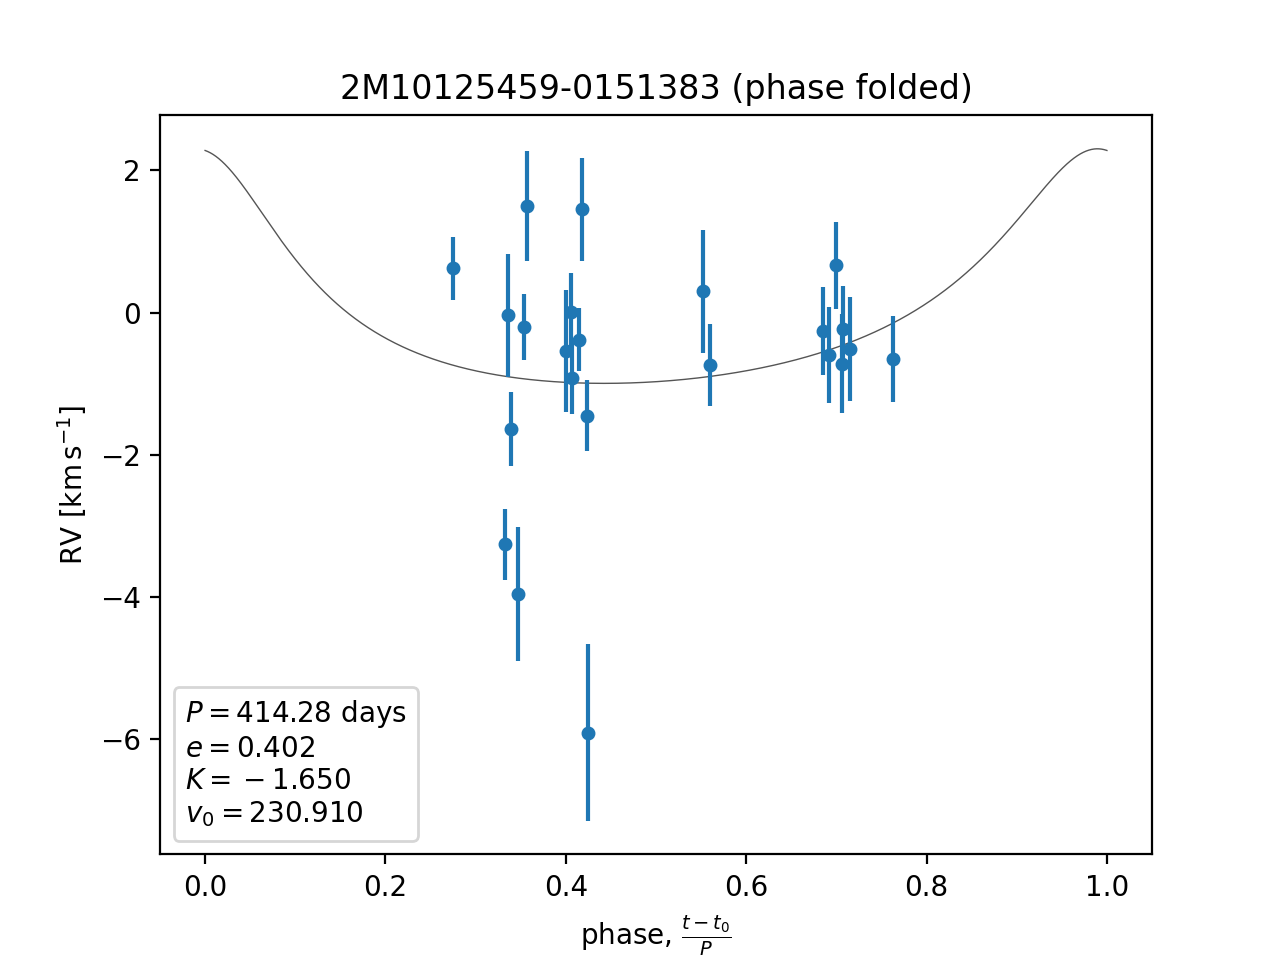 2M10125459-0151383 (phase folded)
RV [km s⁻¹]
2
0
−2
−4
−6
P = 414.28 days
e = 0.402
K = − 1.650
v₀ = 230.910
0.0 0.2 0.4 0.6 0.8 1.0
phase, \frac{t − t₀}{P}